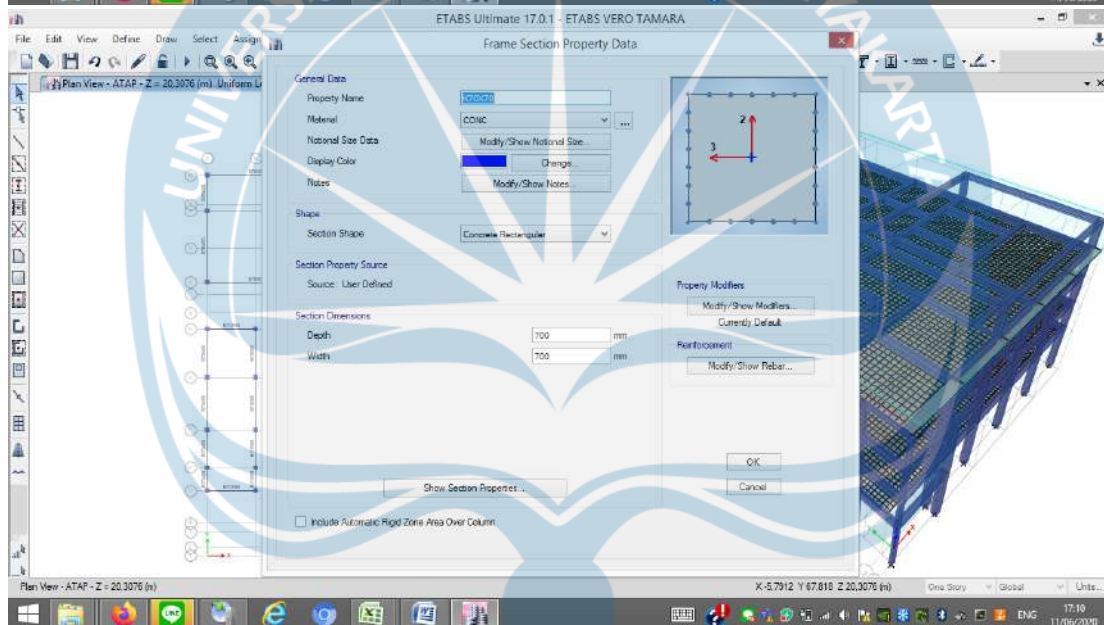 ETABS Ultimate 17.0.1 - ETABS VERO TAMARA
File Edit View Define Draw Select Assign
Frame Section Property Data
Plan View - ATAP - Z = 20,3076 (m) Uniform
General Data
Property Name
Material CONC ...
Notional Size Data Modify/Show Notional Size...
Display Color Change...
Notes Modify/Show Notes...
2
3
Shape
Section Shape Concrete Rectangular
Section Property Source
Source: User Defined
Property Modifiers
Modify/Show Modifiers...
Currently Default
Section Dimensions
Depth 700 mm
Width 700 mm
Reinforcement
Modify/Show Rebar...
OK
Show Section Properties...
Cancel
Include Automatic Rigid Zone Area Over Column
Plan View - ATAP - Z = 20,3076 (m)
X -5,7912 Y 67,818 Z 20,3076 (m)
One Story Global Units...
ENG 17:10
11/06/2020